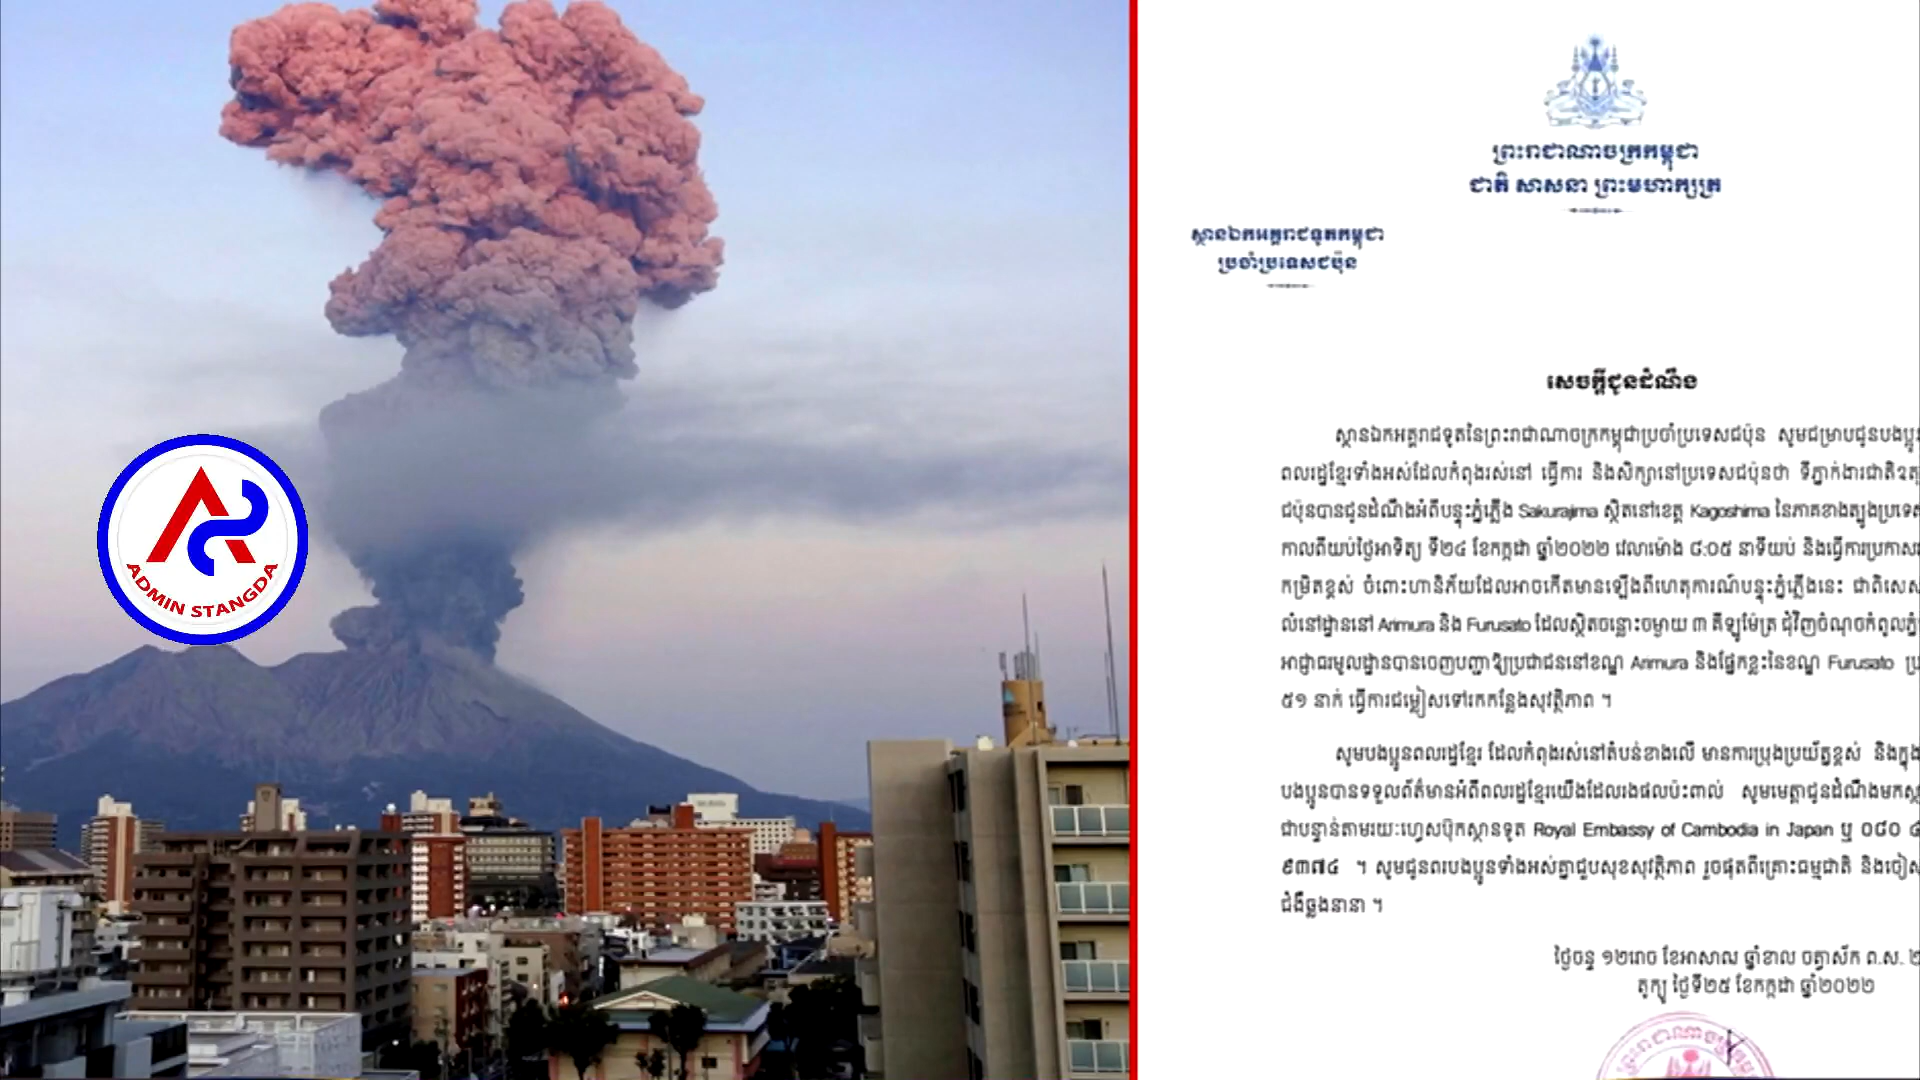 ADMIN STANGDA
ព្រះរាជាណាចក្រកម្ពុជា
ជាតិ សាសនា ព្រះមហាក្សត្រ
ស្ថានឯកអគ្គរាជទូតកម្ពុជា
ប្រចាំប្រទេសជប៉ុន
សេចក្តីជូនដំណឹង
ស្ថានឯកអគ្គរាជទូតនៃព្រះរាជាណាចក្រកម្ពុជាប្រចាំប្រទេសជប៉ុន សូមជម្រាបជូនបងប្អូន
ពលរដ្ឋខ្មែរទាំងអស់ដែលកំពុងរស់នៅ ធ្វើការ និងសិក្សានៅប្រទេសជប៉ុនថា ទីភ្នាក់ងារជាតិឧតុ
ជប៉ុនបានជូនដំណឹងអំពីបន្ទុះភ្នំភ្លើង Sakurajima ស្ថិតនៅខេត្ត Kagoshima នៃភាគខាងត្បូងប្រទេស
កាលពីយប់ថ្ងៃអាទិត្យ ទី២៤ ខែកក្កដា ឆ្នាំ២០២២ វេលាម៉ោង ៨:០៥ នាទីយប់ និងធ្វើការប្រកាស
កម្រិតខ្ពស់ ចំពោះហានិភ័យដែលអាចកើតមានឡើងពីហេតុការណ៍បន្ទុះភ្នំភ្លើងនេះ ជាពិសេស
លំនៅដ្ឋាននៅ Arimura និង Furusato ដែលស្ថិតចន្លោះចម្ងាយ ៣ គីឡូម៉ែត្រ ជុំវិញចំណុចកំពូលភ្នំ
អាជ្ញាធរមូលដ្ឋានបានចេញបញ្ជាឱ្យប្រជាជននៅខណ្ឌ Arimura និងផ្នែកខ្លះនៃខណ្ឌ Furusato
៥១ នាក់ ធ្វើការជម្លៀសទៅរកកន្លែងសុវត្ថិភាព ។
សូមបងប្អូនពលរដ្ឋខ្មែរ ដែលកំពុងរស់នៅតំបន់ខាងលើ មានការប្រុងប្រយ័ត្នខ្ពស់ និងក្នុង
បងប្អូនបានទទួលព័ត៌មានអំពីពលរដ្ឋខ្មែរយើងដែលរងផលប៉ះពាល់ សូមមេត្តាជូនដំណឹងមក
ជាបន្ទាន់តាមរយៈហ្វេសប៊ុកស្ថានទូត Royal Embassy of Cambodia in Japan ឬ ០៨០ ៤
៩៣៧៤ ។ សូមជូនពរបងប្អូនទាំងអស់គ្នាជួបសុខសុវត្ថិភាព រួចផុតពីគ្រោះធម្មជាតិ និងចៀស
ជំងឺឆ្លងនានា ។
ថ្ងៃចន្ទ ១២រោច ខែអាសាឍ ឆ្នាំខាល ចត្វាស័ក ព.ស. ២
តូក្យូ ថ្ងៃទី២៥ ខែកក្កដា ឆ្នាំ២០២២